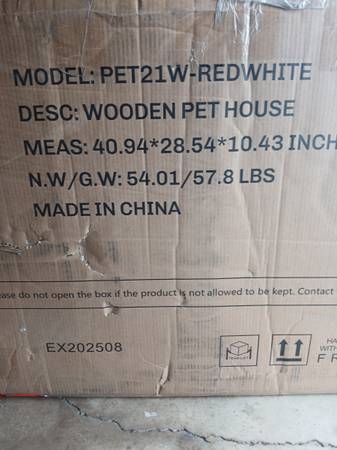 MODEL: PET21W-REDWHITE
DESC: WOODEN PET HOUSE
MEAS: 40.94*28.54*10.43 INCH
N.W/G.W: 54.01/57.8 LBS
MADE IN CHINA
ease do not open the box if the product is not allowed to be kept. Contact
EX202508
HA
WITH
F R